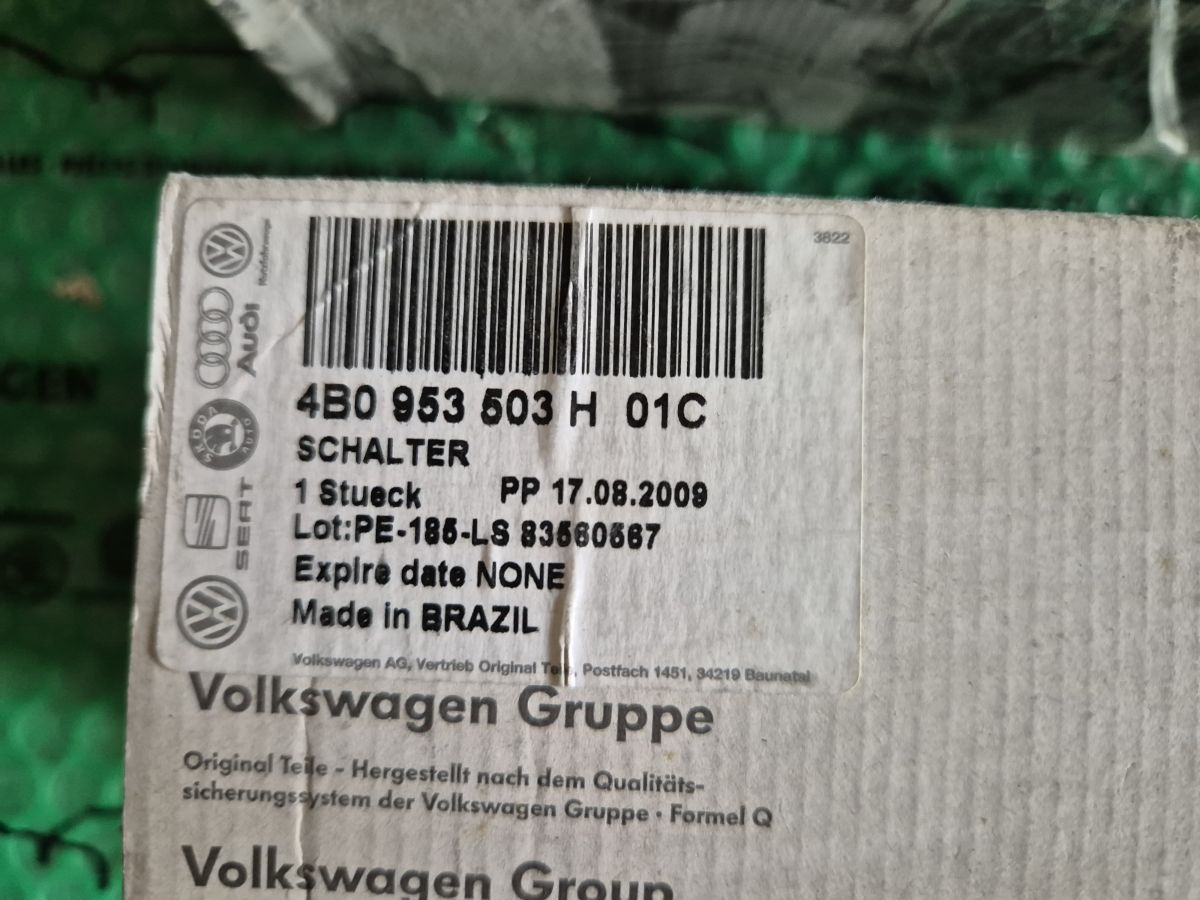 3822
Audi
SKODA
AUTO
SEAT
4B0 953 503 H 01C
SCHALTER
1 Stueck PP 17.08.2009
Lot:PE-185-LS 83560567
Expire date NONE
Made in BRAZIL
Volkswagen AG, Vertrieb Original Teile, Postfach 1451, 34219 Baunatal
Volkswagen Gruppe
Original Teile - Hergestellt nach dem Qualitäts-
sicherungssystem der Volkswagen Gruppe · Formel Q
Volkswagen Group